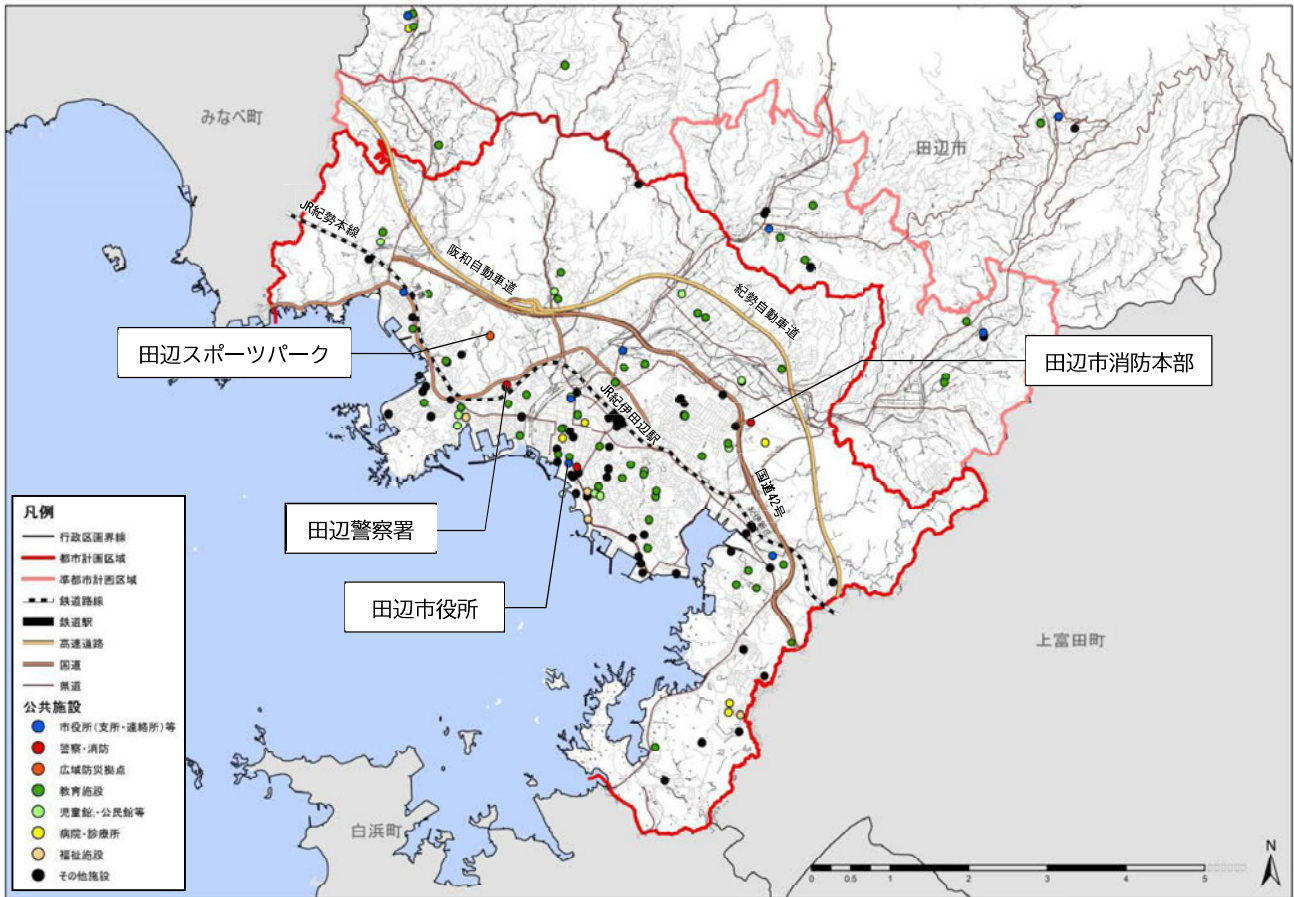 みなべ町
田辺市
JR紀勢本線
阪和自動車道
紀勢自動車道
田辺スポーツパーク
田辺市消防本部
JR紀伊田辺駅
国道42号
田辺警察署
田辺市役所
上富田町
白浜町
凡例
行政区画界線
都市計画区域
準都市計画区域
鉄道路線
鉄道駅
高速道路
国道
県道
公共施設
市役所(支所・連絡所)等
警察・消防
広域防災拠点
教育施設
児童館・公民館等
病院・診療所
福祉施設
その他施設
N
0 0.5 1 2 3 4 5